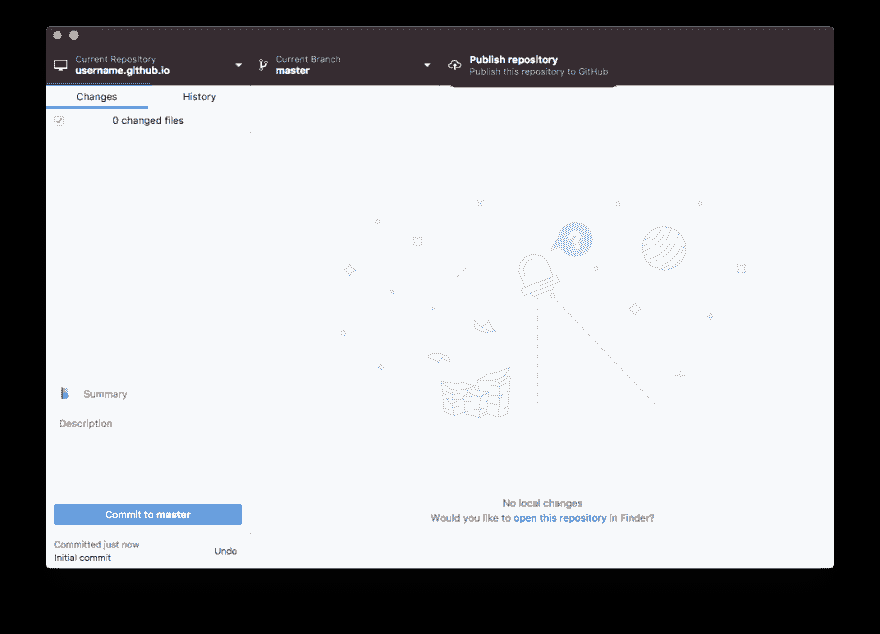 Current Repository
username.github.io
Current Branch
master
Publish repository
Publish this repository to GitHub
Changes
History
0 changed files
Summary
Description
Commit to master
Committed just now
Initial commit
Undo
No local changes
Would you like to open this repository in Finder?